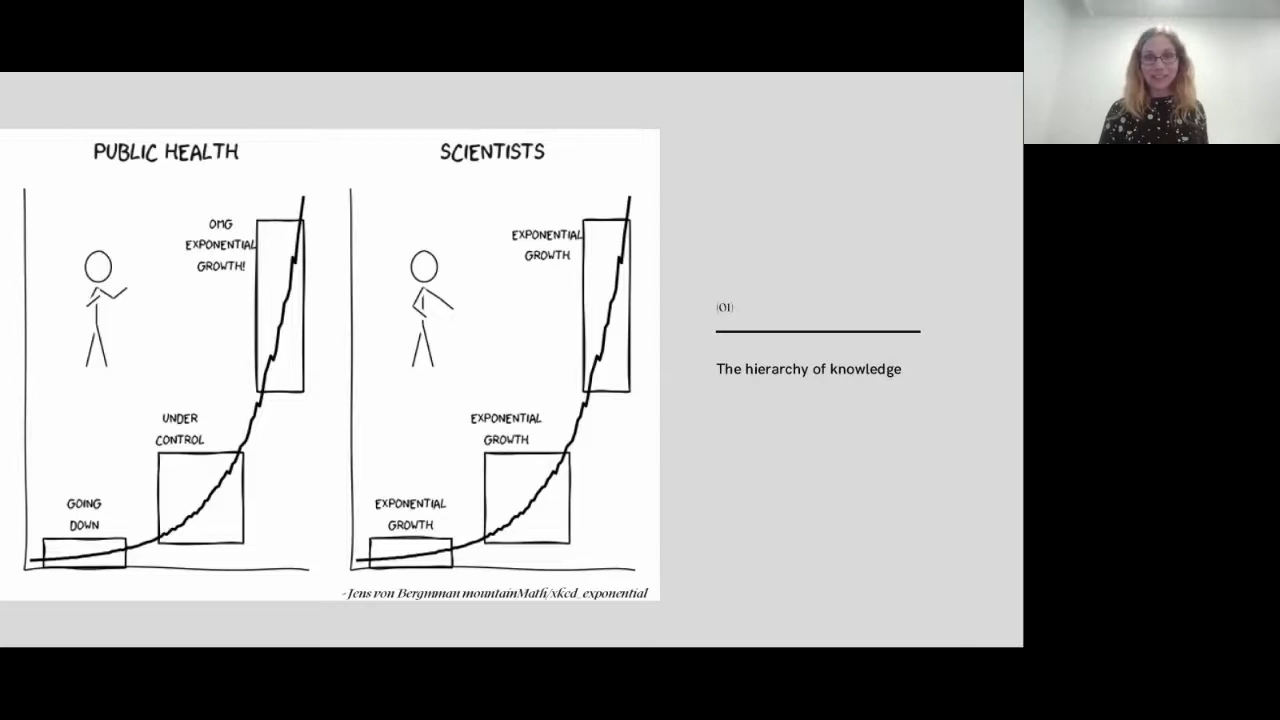 PUBLIC HEALTH
OMG
EXPONENTIAL
GROWTH!
UNDER
CONTROL
GOING
DOWN
SCIENTISTS
EXPONENTIAL
GROWTH
EXPONENTIAL
GROWTH
EXPONENTIAL
GROWTH
-Jens von Bergmman mountainMath/xkcd_exponential
(01)
The hierarchy of knowledge